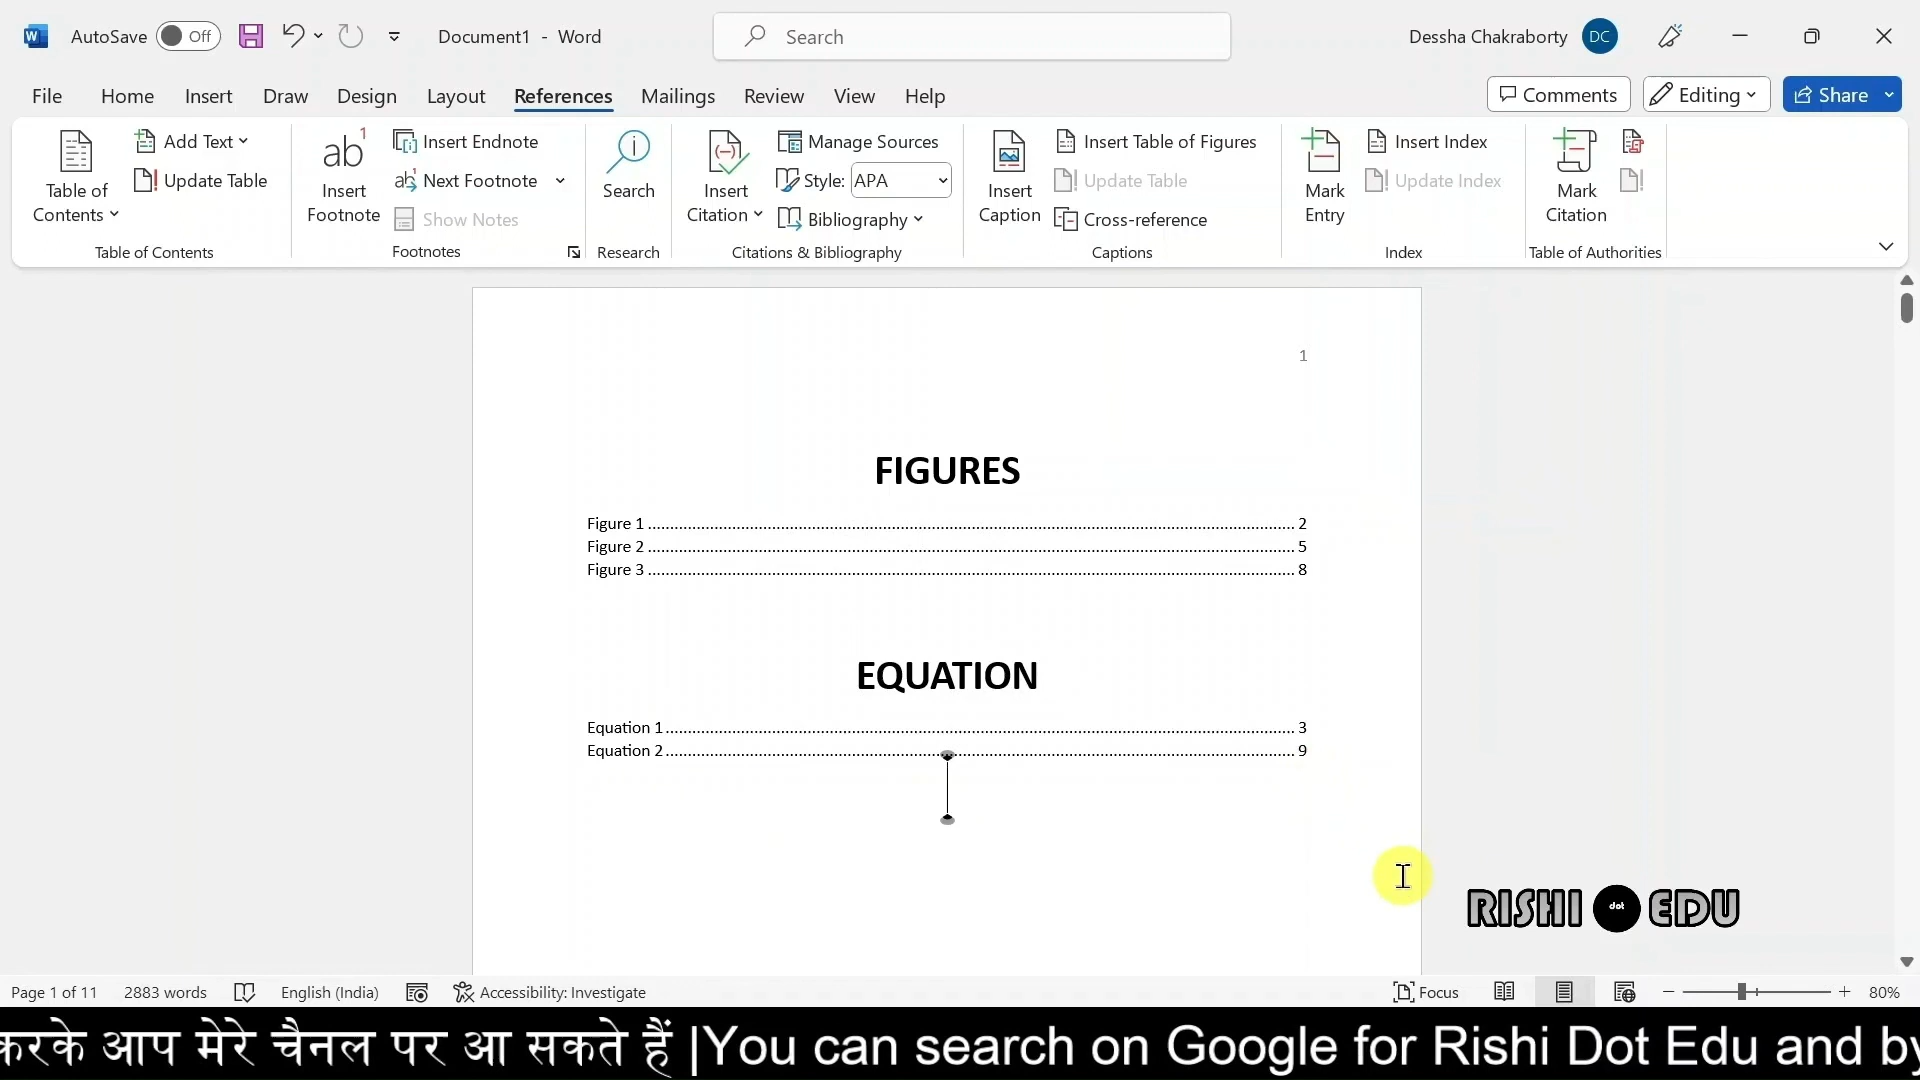 AutoSave Off Document1 - Word Search Dessha Chakraborty DC
File Home Insert Draw Design Layout References Mailings Review View Help Comments Editing Share
Table of Contents
Add Text
Update Table
Table of Contents
ab1
Insert Footnote
Insert Endnote
Next Footnote
Show Notes
Footnotes
Search
Research
Insert Citation
Manage Sources
Style: APA
Bibliography
Citations & Bibliography
Insert Caption
Insert Table of Figures
Update Table
Cross-reference
Captions
Mark Entry
Insert Index
Update Index
Index
Mark Citation
Table of Authorities
1
FIGURES
Figure 1 ........ 2
Figure 2 ........ 5
Figure 3 ........ 8
EQUATION
Equation 1 ........ 3
Equation 2 ........ 9
RISHI dot EDU
Page 1 of 11 2883 words English (India) Accessibility: Investigate Focus 80%
करके आप मेरे चैनल पर आ सकते हैं |You can search on Google for Rishi Dot Edu and by